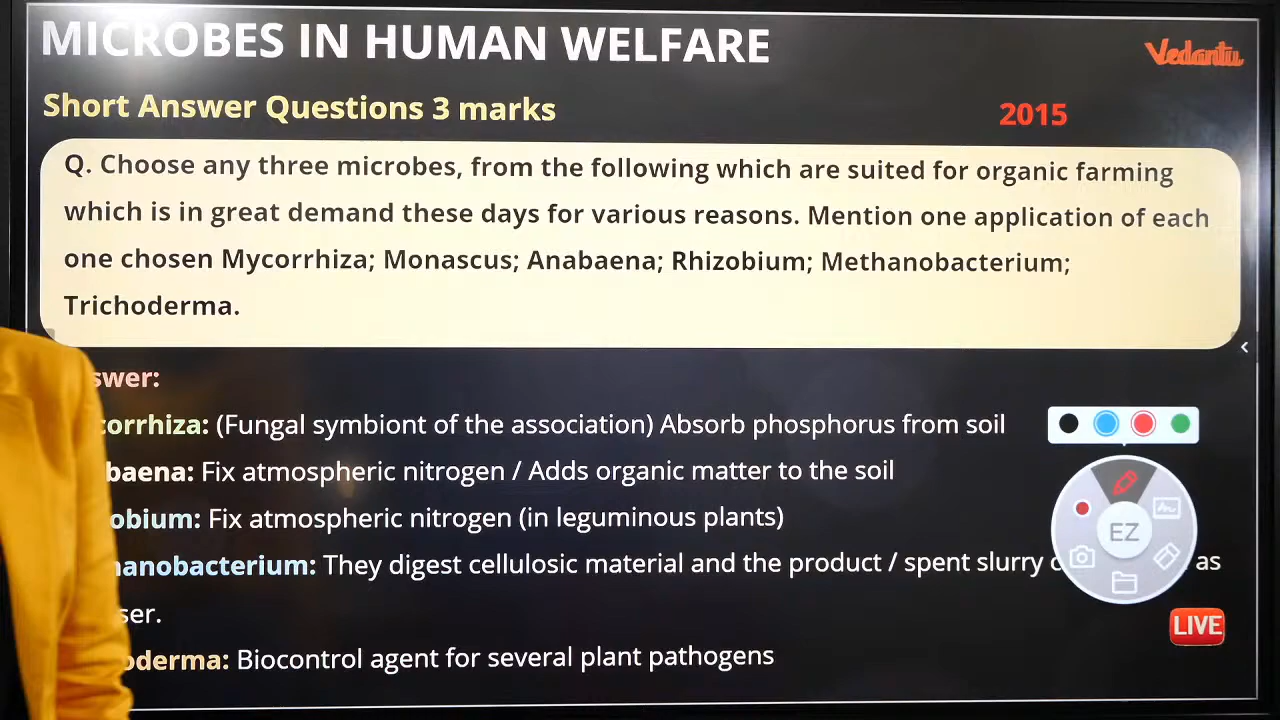 MICROBES IN HUMAN WELFARE
Vedantu
Short Answer Questions 3 marks
2015
Q. Choose any three microbes, from the following which are suited for organic farming
which is in great demand these days for various reasons. Mention one application of each
one chosen Mycorrhiza; Monascus; Anabaena; Rhizobium; Methanobacterium;
Trichoderma.
swer:
corrhiza: (Fungal symbiont of the association) Absorb phosphorus from soil
baena: Fix atmospheric nitrogen / Adds organic matter to the soil
obium: Fix atmospheric nitrogen (in leguminous plants)
hanobacterium: They digest cellulosic material and the product / spent slurry as
ser.
oderma: Biocontrol agent for several plant pathogens
EZ
LIVE